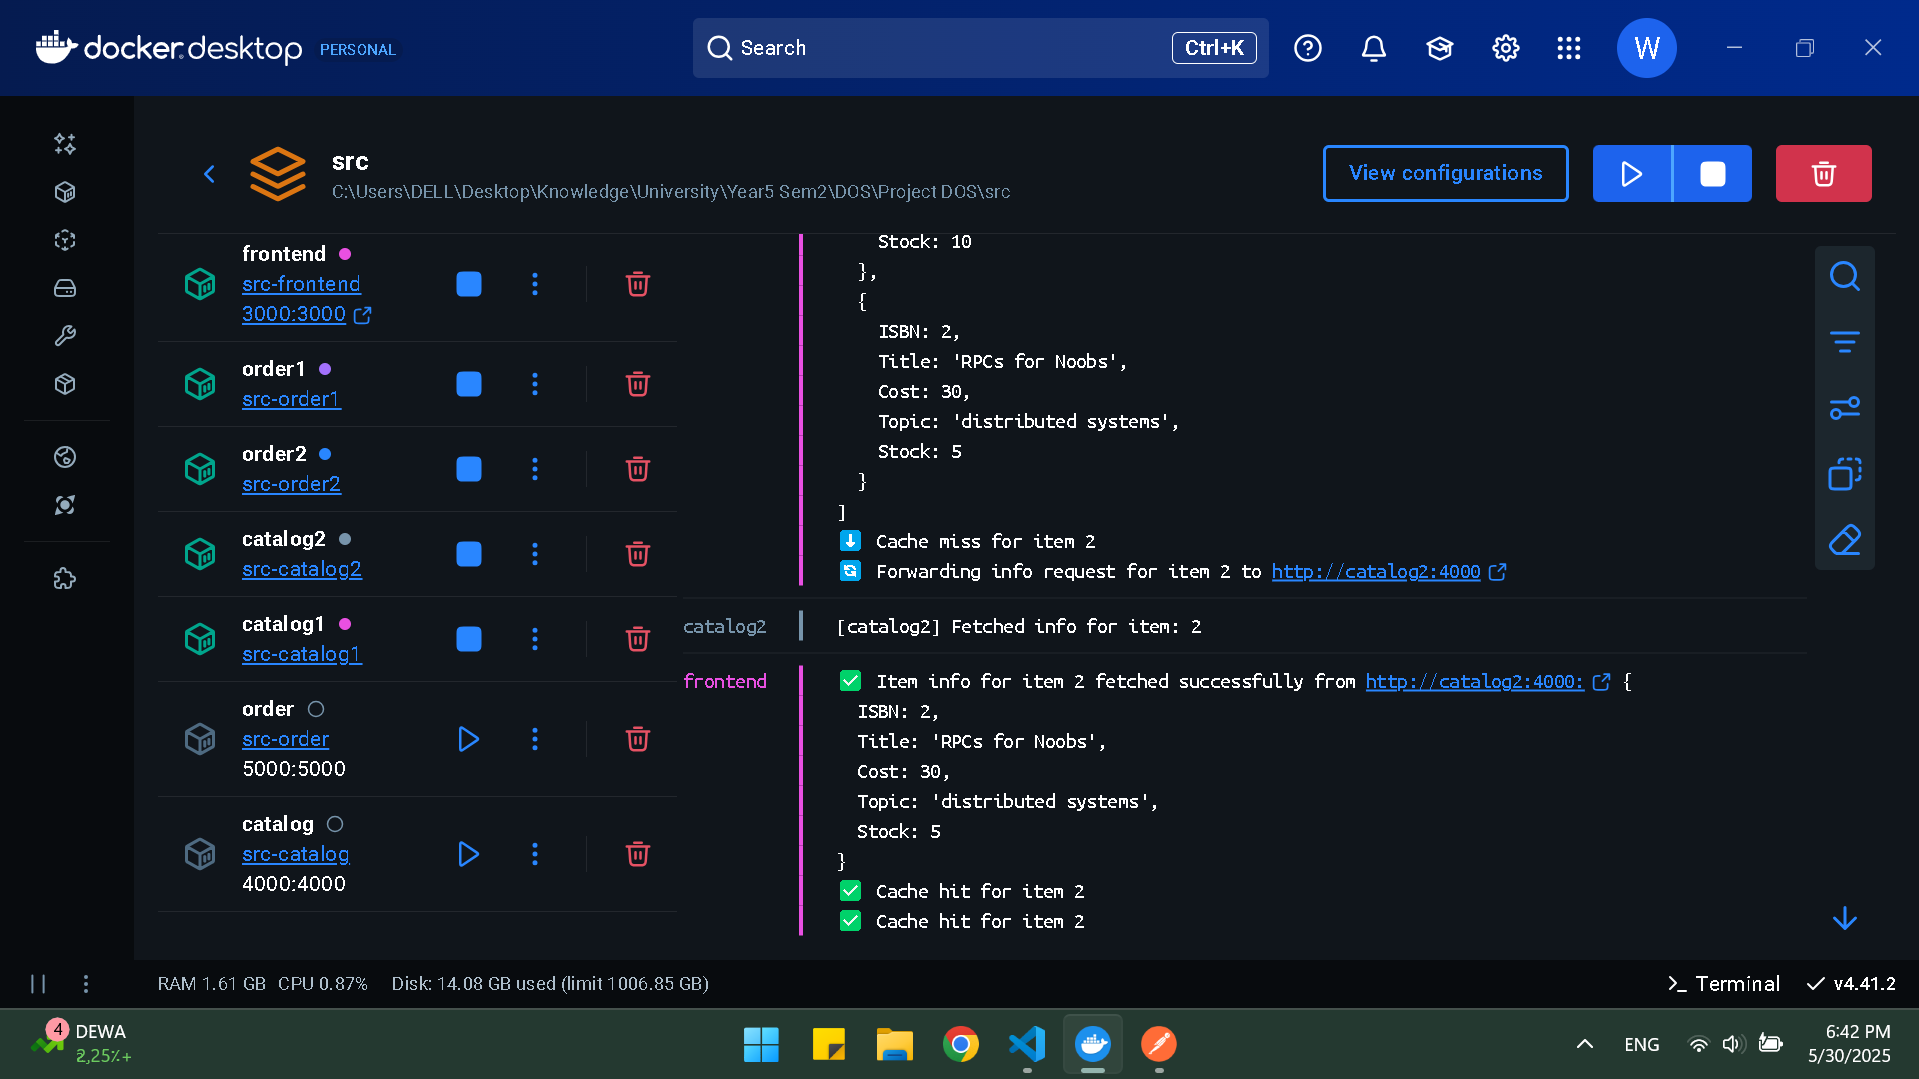 docker desktop PERSONAL
Search
Ctrl+K
W
src
C:\Users\DELL\Desktop\Knowledge\University\Year5 Sem2\DOS\Project DOS\src
View configurations
frontend
src-frontend
3000:3000
order1
src-order1
order2
src-order2
catalog2
src-catalog2
catalog1
src-catalog1
order
src-order
5000:5000
catalog
src-catalog
4000:4000
Stock: 10
},
{
ISBN: 2,
Title: 'RPCs for Noobs',
Cost: 30,
Topic: 'distributed systems',
Stock: 5
}
]
Cache miss for item 2
Forwarding info request for item 2 to http://catalog2:4000
catalog2
[catalog2] Fetched info for item: 2
frontend
Item info for item 2 fetched successfully from http://catalog2:4000: {
ISBN: 2,
Title: 'RPCs for Noobs',
Cost: 30,
Topic: 'distributed systems',
Stock: 5
}
Cache hit for item 2
Cache hit for item 2
RAM 1.61 GB CPU 0.87% Disk: 14.08 GB used (limit 1006.85 GB)
Terminal
v4.41.2
4
DEWA
2,25٪+
ENG
6:42 PM
5/30/2025